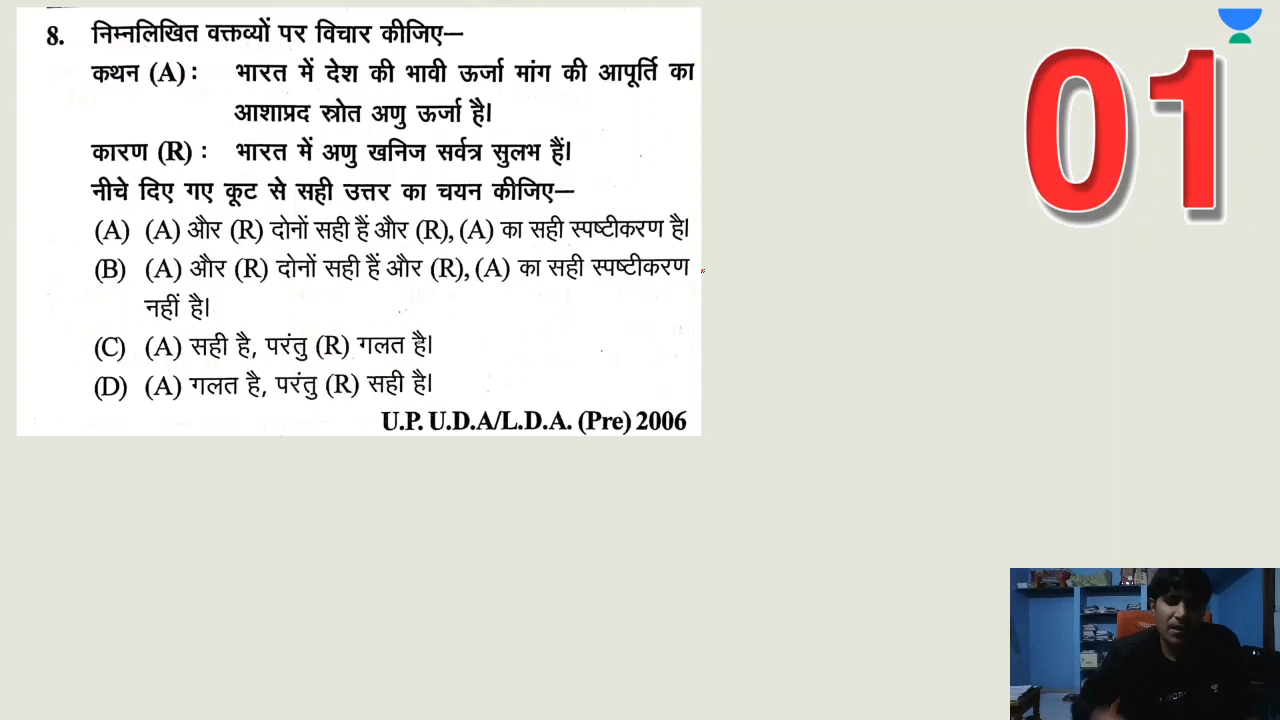 8. निम्नलिखित वक्तव्यों पर विचार कीजिए–
कथन (A) : भारत में देश की भावी ऊर्जा मांग की आपूर्ति का
आशाप्रद स्रोत अणु ऊर्जा है।
कारण (R) : भारत में अणु खनिज सर्वत्र सुलभ हैं।
नीचे दिए गए कूट से सही उत्तर का चयन कीजिए–
(A) (A) और (R) दोनों सही हैं और (R), (A) का सही स्पष्टीकरण है।
(B) (A) और (R) दोनों सही हैं और (R), (A) का सही स्पष्टीकरण
नहीं है।
(C) (A) सही है, परंतु (R) गलत है।
(D) (A) गलत है, परंतु (R) सही है।
U.P. U.D.A/L.D.A. (Pre) 2006
01